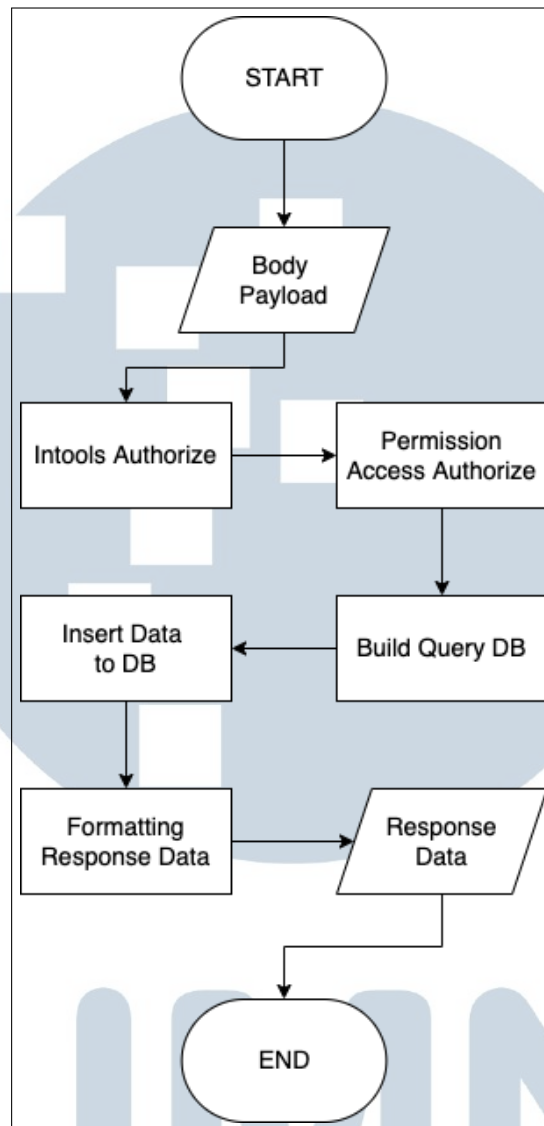 START
Body
Payload
Intools Authorize
Permission
Access Authorize
Build Query DB
Insert Data
to DB
Formatting
Response Data
Response
Data
END